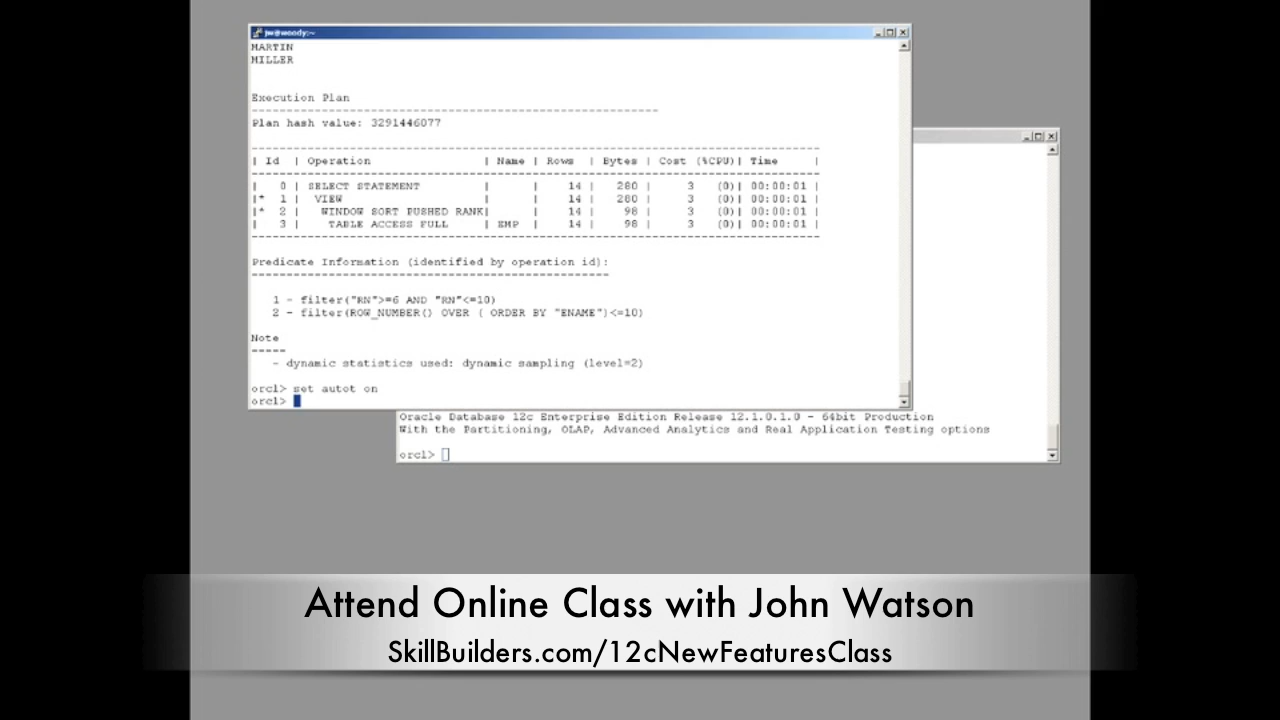 jw@woody:~
MARTIN
MILLER
Execution Plan
----------------------------------------------------------
Plan hash value: 3291446077
---------------------------------------------------------------------------------
| Id  | Operation                | Name | Rows  | Bytes | Cost (%CPU)| Time     |
---------------------------------------------------------------------------------
|   0 | SELECT STATEMENT         |      |    14 |   280 |     3   (0)| 00:00:01 |
|*  1 |  VIEW                    |      |    14 |   280 |     3   (0)| 00:00:01 |
|*  2 |   WINDOW SORT PUSHED RANK|      |    14 |    98 |     3   (0)| 00:00:01 |
|   3 |    TABLE ACCESS FULL     | EMP  |    14 |    98 |     3   (0)| 00:00:01 |
---------------------------------------------------------------------------------
Predicate Information (identified by operation id):
---------------------------------------------------
1 - filter("RN">=6 AND "RN"<=10)
2 - filter(ROW_NUMBER() OVER ( ORDER BY "ENAME")<=10)
Note
-----
- dynamic statistics used: dynamic sampling (level=2)
orcl> set autot on
orcl>
Oracle Database 12c Enterprise Edition Release 12.1.0.1.0 - 64bit Production
With the Partitioning, OLAP, Advanced Analytics and Real Application Testing options
orcl>
Attend Online Class with John Watson
SkillBuilders.com/12cNewFeaturesClass